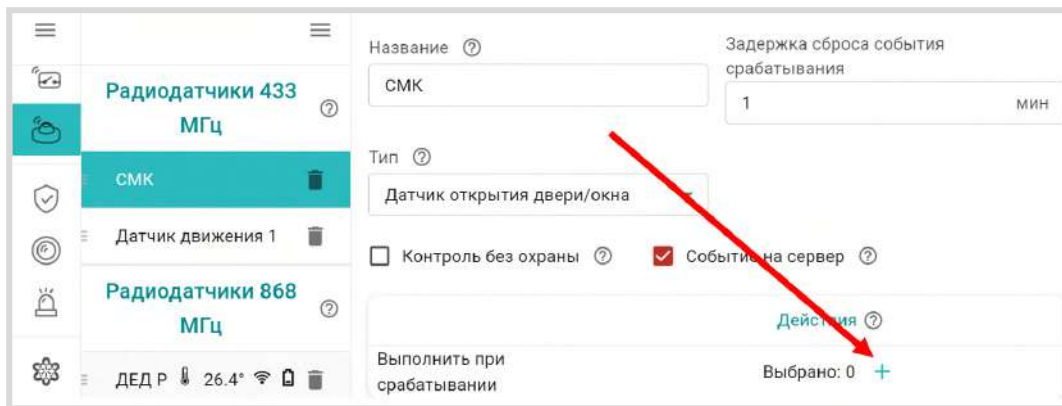 Радиодатчики 433
МГц
СМК
Датчик движения 1
Радиодатчики 868
МГц
ДЕД Р 26.4°
Название
СМК
Задержка сброса события
срабатывания
1 мин
Тип
Датчик открытия двери/окна
Контроль без охраны
Событие на сервер
Действия
Выполнить при
срабатывании
Выбрано: 0